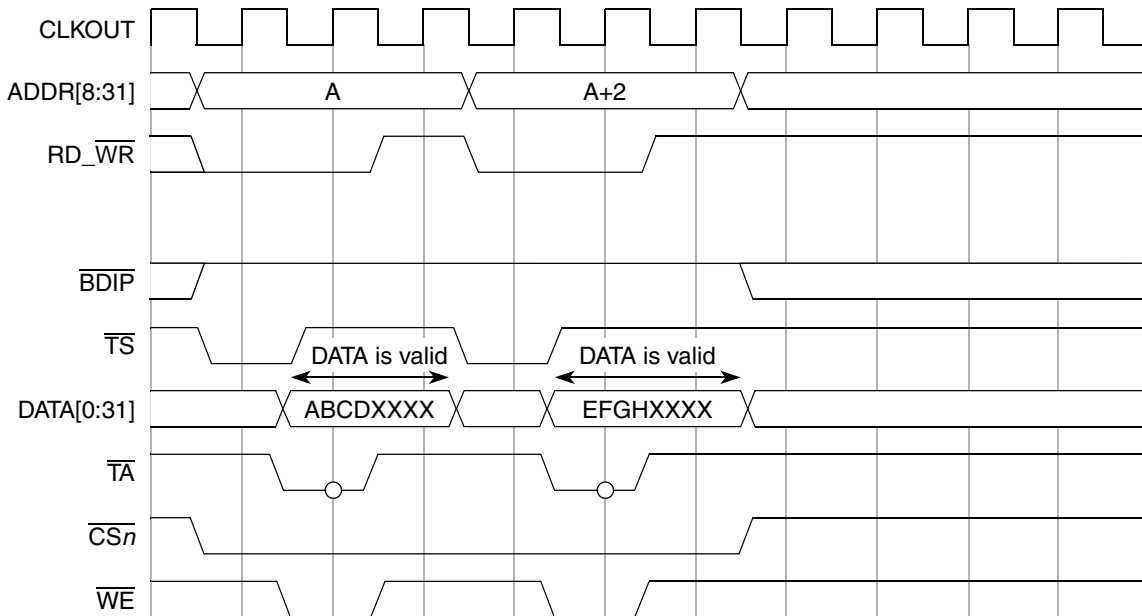 CLKOUT
ADDR[8:31]
A
A+2
RD_WR
BDIP
TS
DATA is valid
DATA is valid
DATA[0:31]
ABCDXXXX
EFGHXXXX
TA
CSn
WE